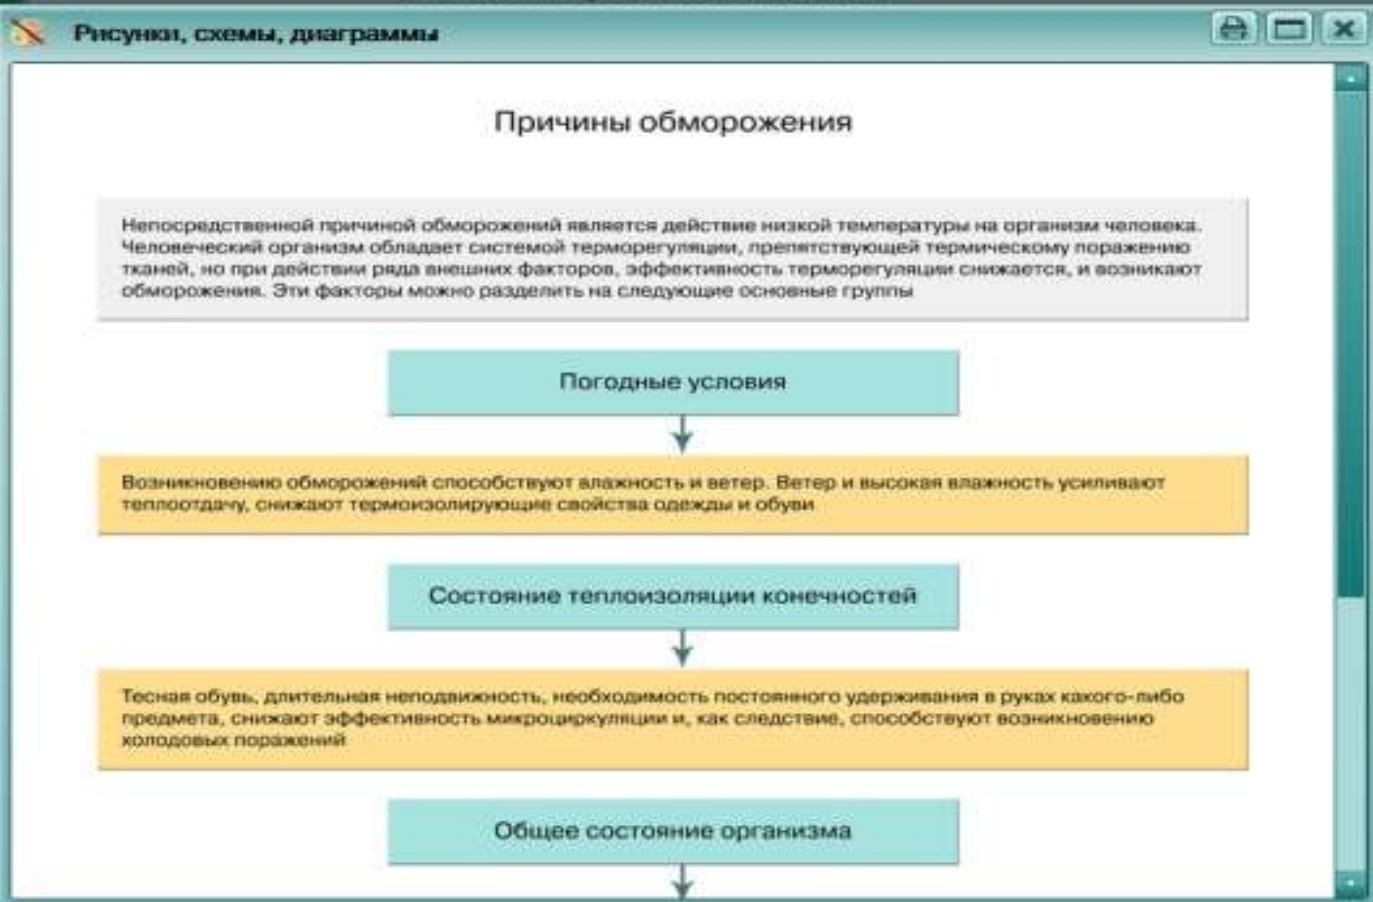 Рисунки, схемы, диаграммы
Причины обморожения
Непосредственной причиной обморожений является действие низкой температуры на организм человека.
Человеческий организм обладает системой терморегуляции, препятствующей термическому поражению
тканей, но при действии ряда внешних факторов, эффективность терморегуляции снижается, и возникают
обморожения. Эти факторы можно разделить на следующие основные группы
Погодные условия
Возникновению обморожений способствуют влажность и ветер. Ветер и высокая влажность усиливают
теплоотдачу, снижают термоизолирующие свойства одежды и обуви
Состояние теплоизоляции конечностей
Тесная обувь, длительная неподвижность, необходимость постоянного удерживания в руках какого-либо
предмета, снижают эффективность микроциркуляции и, как следствие, способствуют возникновению
холодовых поражений
Общее состояние организма